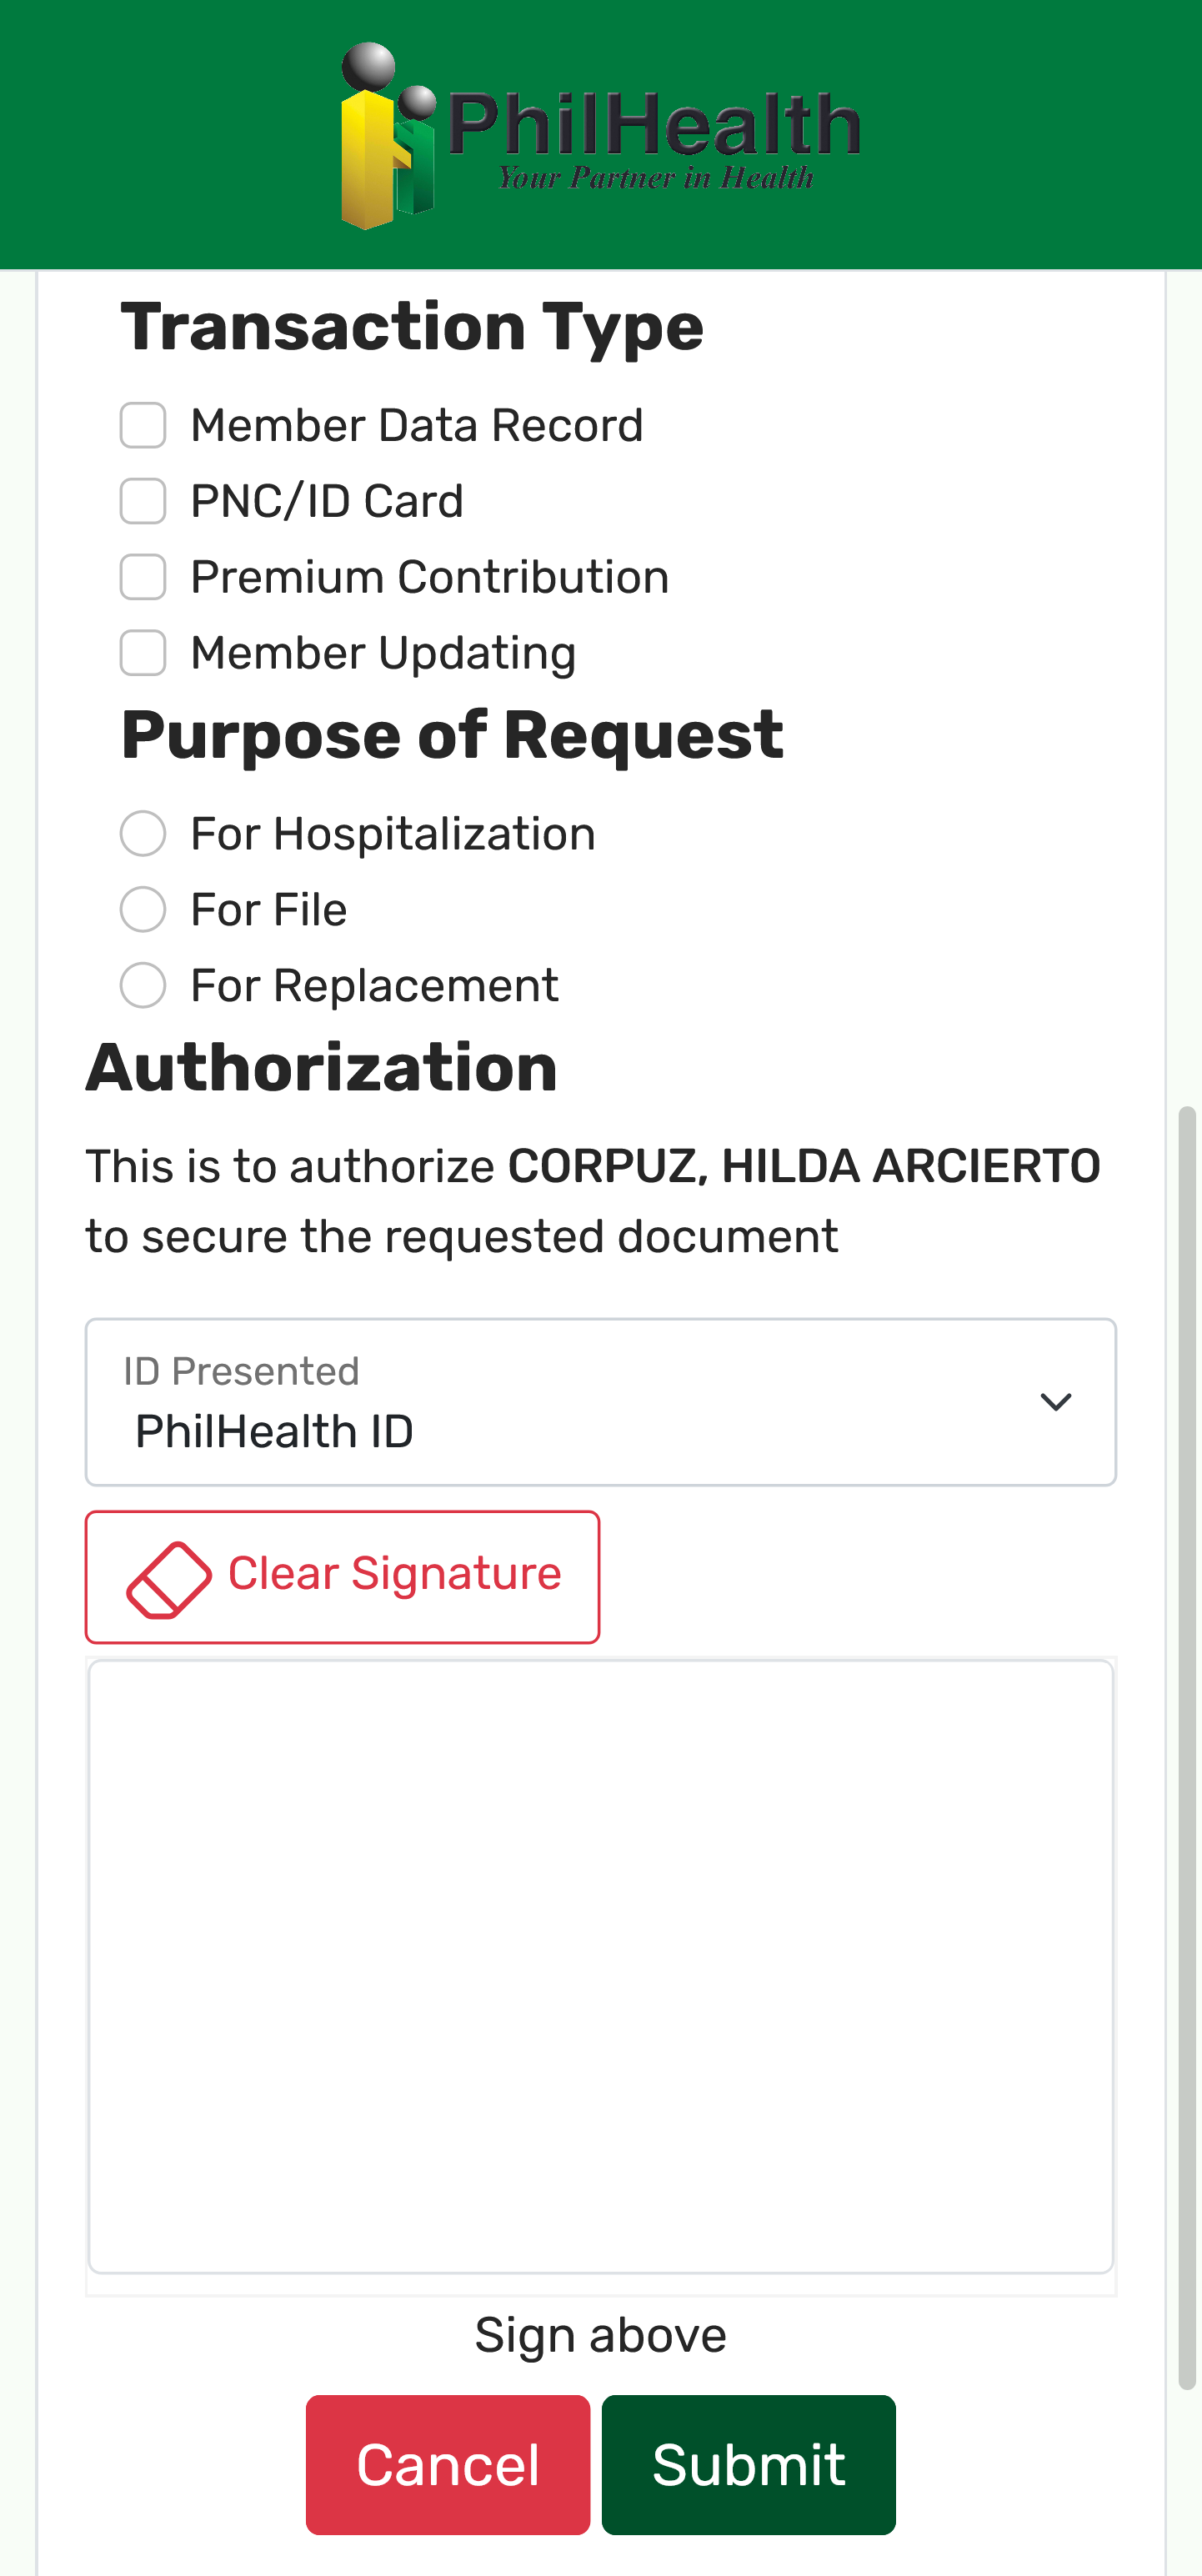 PhilHealth
Your Partner in Health
Transaction Type
Member Data Record
PNC/ID Card
Premium Contribution
Member Updating
Purpose of Request
For Hospitalization
For File
For Replacement
Authorization
This is to authorize CORPUZ, HILDA ARCIERTO
to secure the requested document
ID Presented
PhilHealth ID
Clear Signature
Sign above
Cancel
Submit